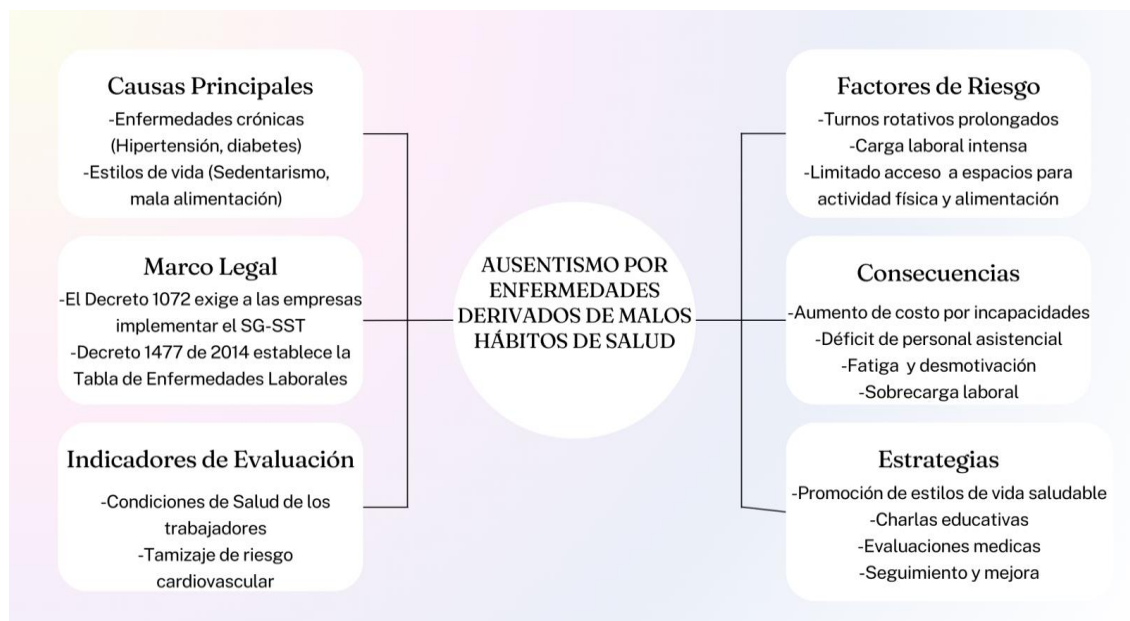 Causas Principales
-Enfermedades crónicas
(Hipertensión, diabetes)
-Estilos de vida (Sedentarismo,
mala alimentación)
Marco Legal
-El Decreto 1072 exige a las empresas
implementar el SG-SST
-Decreto 1477 de 2014 establece la
Tabla de Enfermedades Laborales
Indicadores de Evaluación
-Condiciones de Salud de los
trabajadores
-Tamizaje de riesgo
cardiovascular
AUSENTISMO POR
ENFERMEDADES
DERIVADOS DE MALOS
HÁBITOS DE SALUD
Factores de Riesgo
-Turnos rotativos prolongados
-Carga laboral intensa
-Limitado acceso a espacios para
actividad física y alimentación
Consecuencias
-Aumento de costo por incapacidades
-Déficit de personal asistencial
-Fatiga y desmotivación
-Sobrecarga laboral
Estrategias
-Promoción de estilos de vida saludable
-Charlas educativas
-Evaluaciones medicas
-Seguimiento y mejora